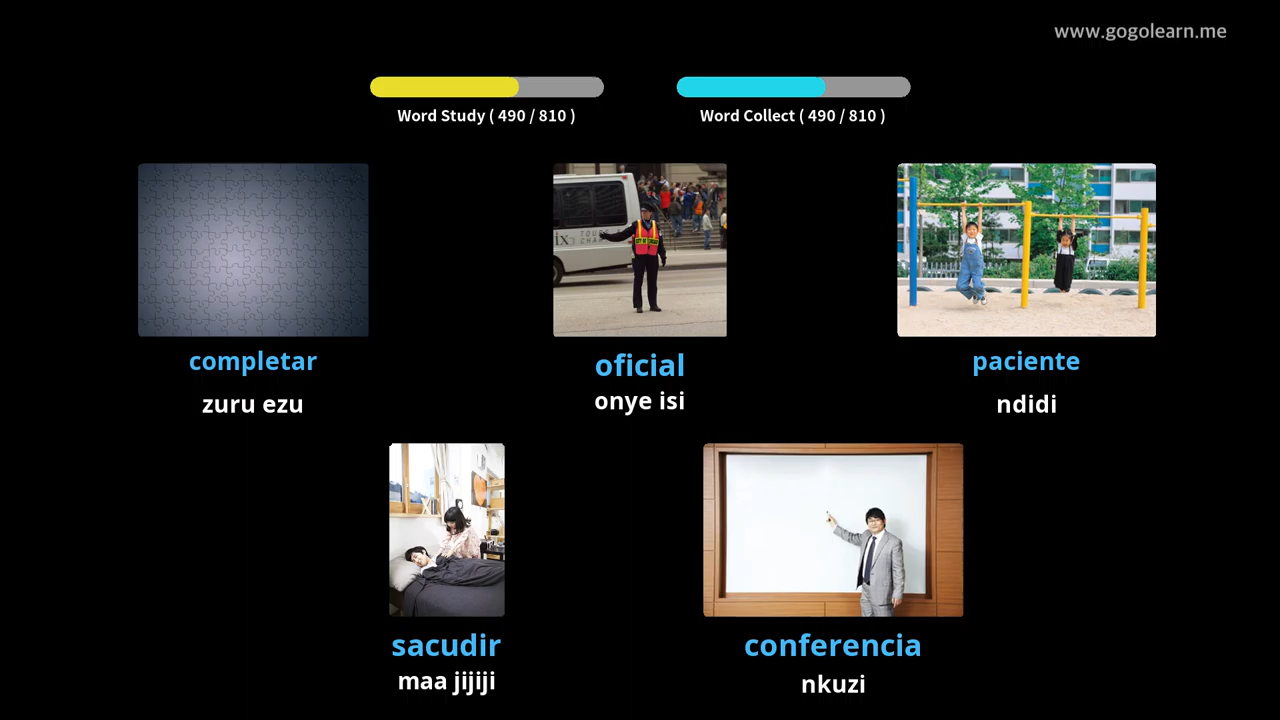 www.gogolearn.me
Word Study ( 490 / 810 )
Word Collect ( 490 / 810 )
completar
zuru ezu
oficial
onye isi
paciente
ndidi
sacudir
maa jijiji
conferencia
nkuzi